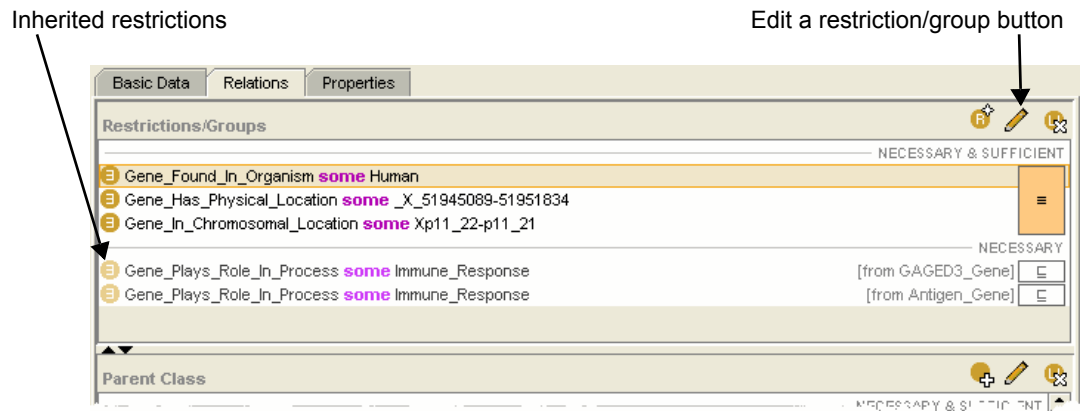 Inherited restrictions Edit a restriction/group button
Basic Data Relations Properties
Restrictions/Groups
NECESSARY & SUFFICIENT
Gene_Found_In_Organism some Human
Gene_Has_Physical_Location some _X_51945089-51951834
≡
Gene_In_Chromosomal_Location some Xp11_22-p11_21
NECESSARY
Gene_Plays_Role_In_Process some Immune_Response [from GAGED3_Gene] ⊑
Gene_Plays_Role_In_Process some Immune_Response [from Antigen_Gene] ⊑
Parent Class
NECESSARY & SUFFICIENT